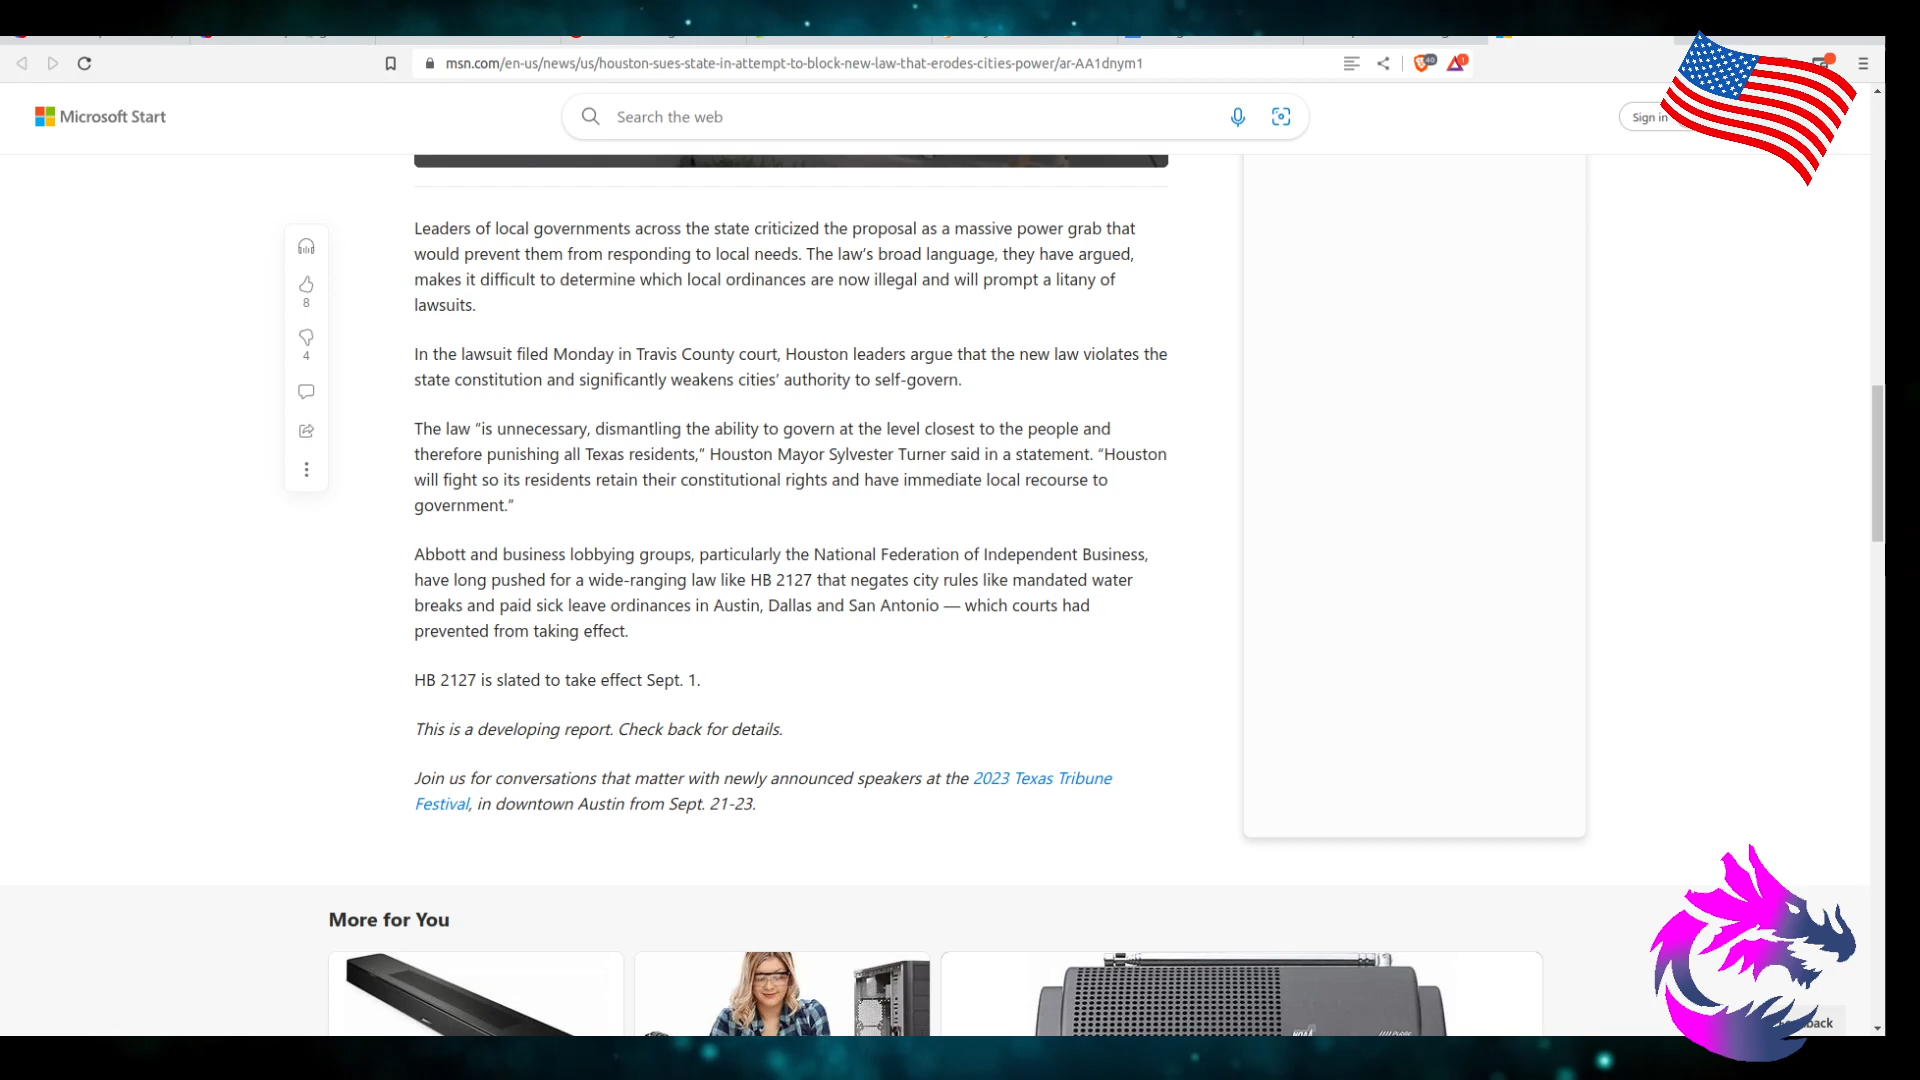 msn.com/en-us/news/us/houston-sues-state-in-attempt-to-block-new-law-that-erodes-cities-power/ar-AA1dnym1
40
1
Microsoft Start
Search the web
Sign in
Leaders of local governments across the state criticized the proposal as a massive power grab that
would prevent them from responding to local needs. The law’s broad language, they have argued,
makes it difficult to determine which local ordinances are now illegal and will prompt a litany of
lawsuits.
8
4
In the lawsuit filed Monday in Travis County court, Houston leaders argue that the new law violates the
state constitution and significantly weakens cities’ authority to self-govern.
The law “is unnecessary, dismantling the ability to govern at the level closest to the people and
therefore punishing all Texas residents,” Houston Mayor Sylvester Turner said in a statement. “Houston
will fight so its residents retain their constitutional rights and have immediate local recourse to
government.”
Abbott and business lobbying groups, particularly the National Federation of Independent Business,
have long pushed for a wide-ranging law like HB 2127 that negates city rules like mandated water
breaks and paid sick leave ordinances in Austin, Dallas and San Antonio — which courts had
prevented from taking effect.
HB 2127 is slated to take effect Sept. 1.
This is a developing report. Check back for details.
Join us for conversations that matter with newly announced speakers at the 2023 Texas Tribune
Festival, in downtown Austin from Sept. 21-23.
More for You